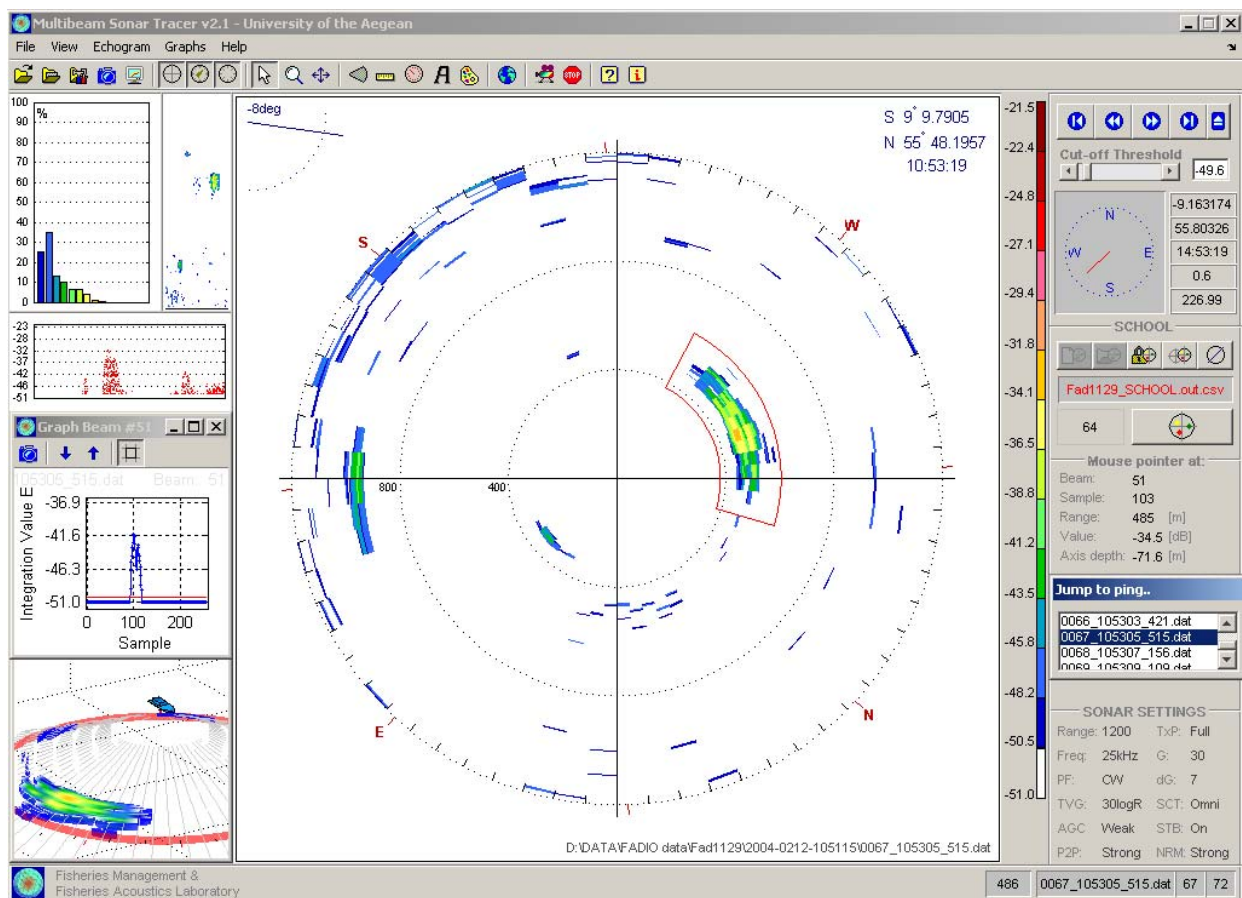 Multibeam Sonar Tracer v2.1 - University of the Aegean
File View Echogram Graphs Help
100
90
80
70
60
50
40
30
20
10
0
%
-23
-28
-32
-37
-41
-46
-51
Graph Beam #51
105305_515.dat Beam: 51
Integration Value E
-36.9
-41.6
-46.3
-51.0
0 100 200
Sample
-8deg
S 9° 9.7905
N 55° 48.1957
10:53:19
S
W
E
N
800
400
D:\DATA\FADIO data\Fad1129\2004-0212-105115\0067_105305_515.dat
-21.5
-22.4
-24.8
-27.1
-29.4
-31.8
-34.1
-36.5
-38.8
-41.2
-43.5
-45.8
-48.2
-50.5
-51.0
Cut-off Threshold
-49.6
N
W E
S
-9.163174
55.80326
14:53:19
0.6
226.99
SCHOOL
Fad1129_SCHOOL.out.csv
64
Mouse pointer at:
Beam: 51
Sample: 103
Range: 485 [m]
Value: -34.5 [dB]
Axis depth: -71.6 [m]
Jump to ping..
0066_105303_421.dat
0067_105305_515.dat
0068_105307_156.dat
0069_105309_109.dat
SONAR SETTINGS
Range: 1200 TxP: Full
Freq: 25kHz G: 30
PF: CW dG: 7
TVG: 30logR SCT: Omni
AGC Weak STB: On
P2P: Strong NRM: Strong
Fisheries Management &
Fisheries Acoustics Laboratory
486 0067_105305_515.dat 67 72
STOP